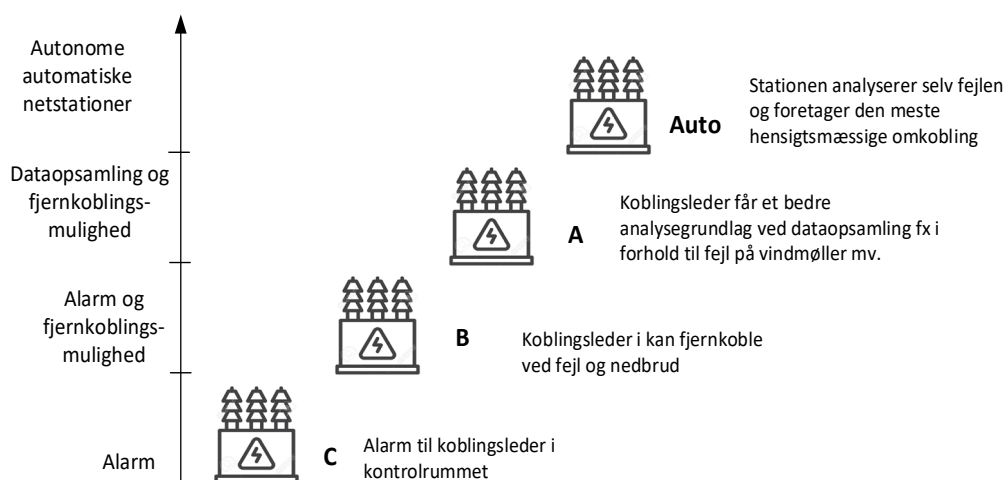 Autonome
automatiske
netstationer
Auto
Stationen analyserer selv fejlen
og foretager den meste
hensigtsmæssige omkobling
Dataopsamling og
fjernkoblings-
mulighed
A
Koblingsleder får et bedre
analysegrundlag ved dataopsamling fx i
forhold til fejl på vindmøller mv.
Alarm og
fjernkoblings-
mulighed
B
Koblingsleder i kan fjernkoble
ved fejl og nedbrud
Alarm
C
Alarm til koblingsleder i
kontrolrummet